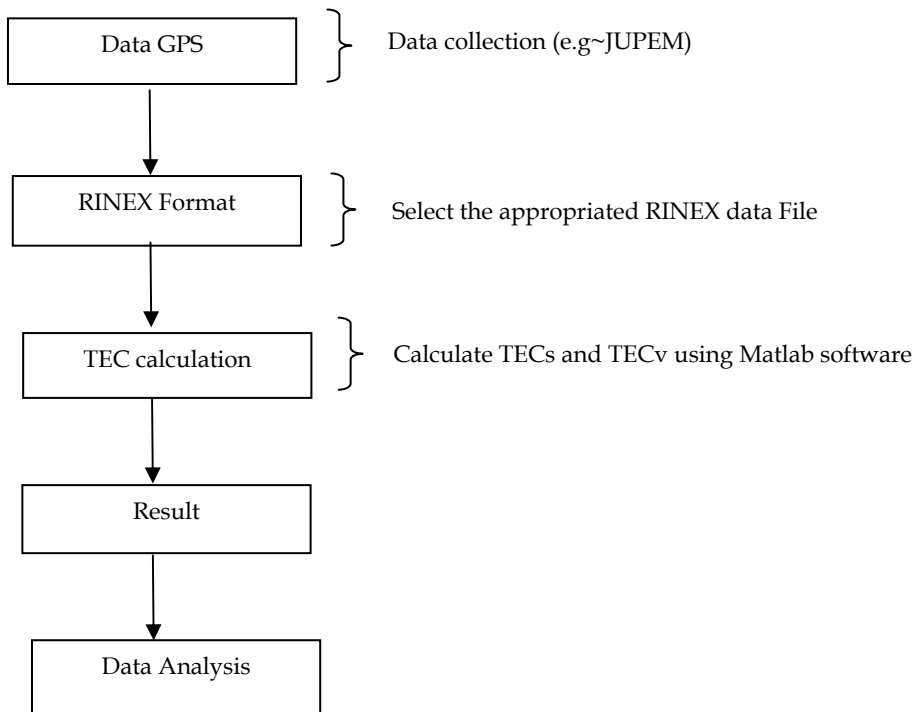 Data GPS
Data collection (e.g~JUPEM)
RINEX Format
Select the appropriated RINEX data File
TEC calculation
Calculate TECs and TECv using Matlab software
Result
Data Analysis